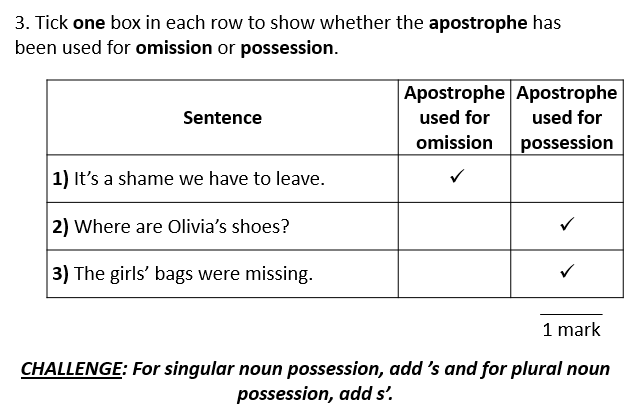 3. Tick one box in each row to show whether the apostrophe has
been used for omission or possession.
Sentence
Apostrophe used for omission
Apostrophe used for possession
1) It’s a shame we have to leave. ✓
2) Where are Olivia’s shoes? ✓
3) The girls’ bags were missing. ✓
1 mark
CHALLENGE: For singular noun possession, add ’s and for plural noun
possession, add s’.